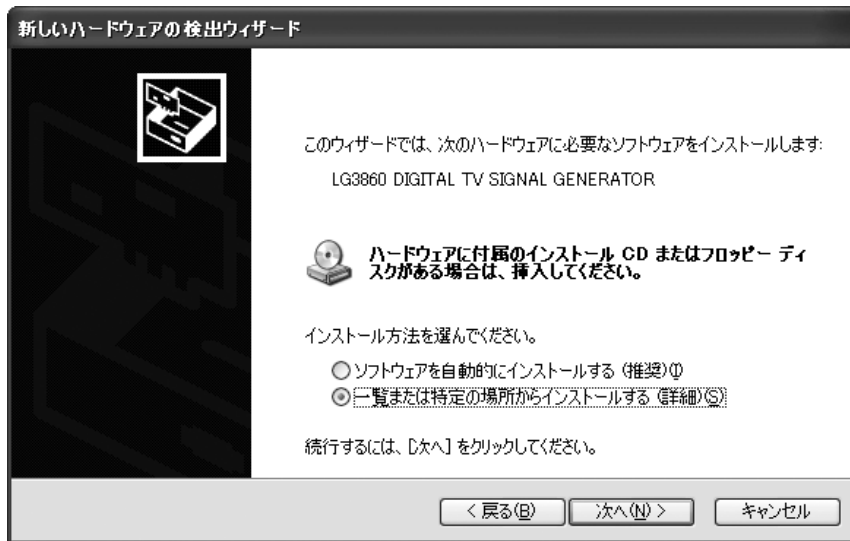 新しいハードウェアの検出ウィザード
このウィザードでは、次のハードウェアに必要なソフトウェアをインストールします:
LG3860 DIGITAL TV SIGNAL GENERATOR
ハードウェアに付属のインストール CD またはフロッピー ディ
スクがある場合は、挿入してください。
インストール方法を選んでください。
ソフトウェアを自動的にインストールする (推奨)(I)
一覧または特定の場所からインストールする (詳細)(S)
続行するには、[次へ] をクリックしてください。
< 戻る(B)
次へ(N) >
キャンセル